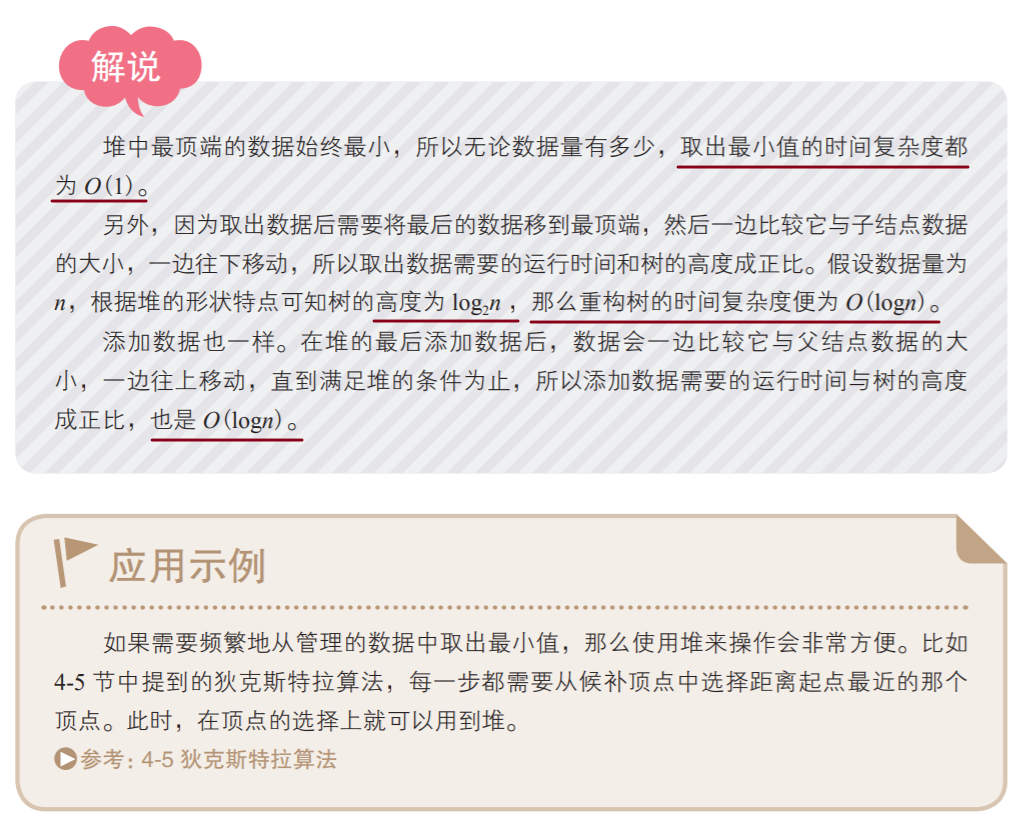 解说
堆中最顶端的数据始终最小，所以无论数据量有多少，取出最小值的时间复杂度都
为 O(1)。
另外，因为取出数据后需要将最后的数据移到最顶端，然后一边比较它与子结点数据
的大小，一边往下移动，所以取出数据需要的运行时间和树的高度成正比。假设数据量为
n，根据堆的形状特点可知树的高度为 log₂n ，那么重构树的时间复杂度便为 O(logn)。
添加数据也一样。在堆的最后添加数据后，数据会一边比较它与父结点数据的大
小，一边往上移动，直到满足堆的条件为止，所以添加数据需要的运行时间与树的高度
成正比，也是 O(logn)。
应用示例
如果需要频繁地从管理的数据中取出最小值，那么使用堆来操作会非常方便。比如
4-5 节中提到的狄克斯特拉算法，每一步都需要从候补顶点中选择距离起点最近的那个
顶点。此时，在顶点的选择上就可以用到堆。
参考：4-5 狄克斯特拉算法